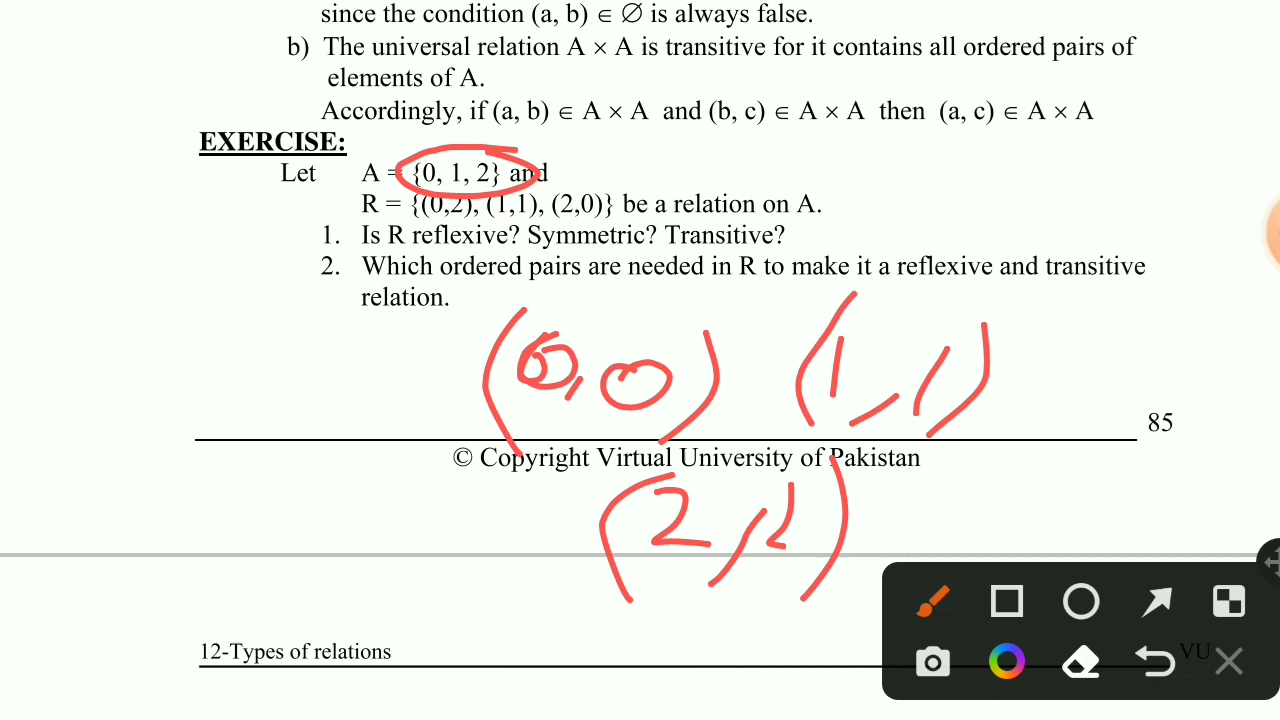 since the condition (a, b) ∈ ∅ is always false.
b) The universal relation A × A is transitive for it contains all ordered pairs of
elements of A.
Accordingly, if (a, b) ∈ A × A and (b, c) ∈ A × A then (a, c) ∈ A × A
EXERCISE:
Let A = {0, 1, 2} and
R = {(0,2), (1,1), (2,0)} be a relation on A.
1. Is R reflexive? Symmetric? Transitive?
2. Which ordered pairs are needed in R to make it a reflexive and transitive
relation.
(0, 0) (1, 1)
85
© Copyright Virtual University of Pakistan
(2, 2)
12-Types of relations VU